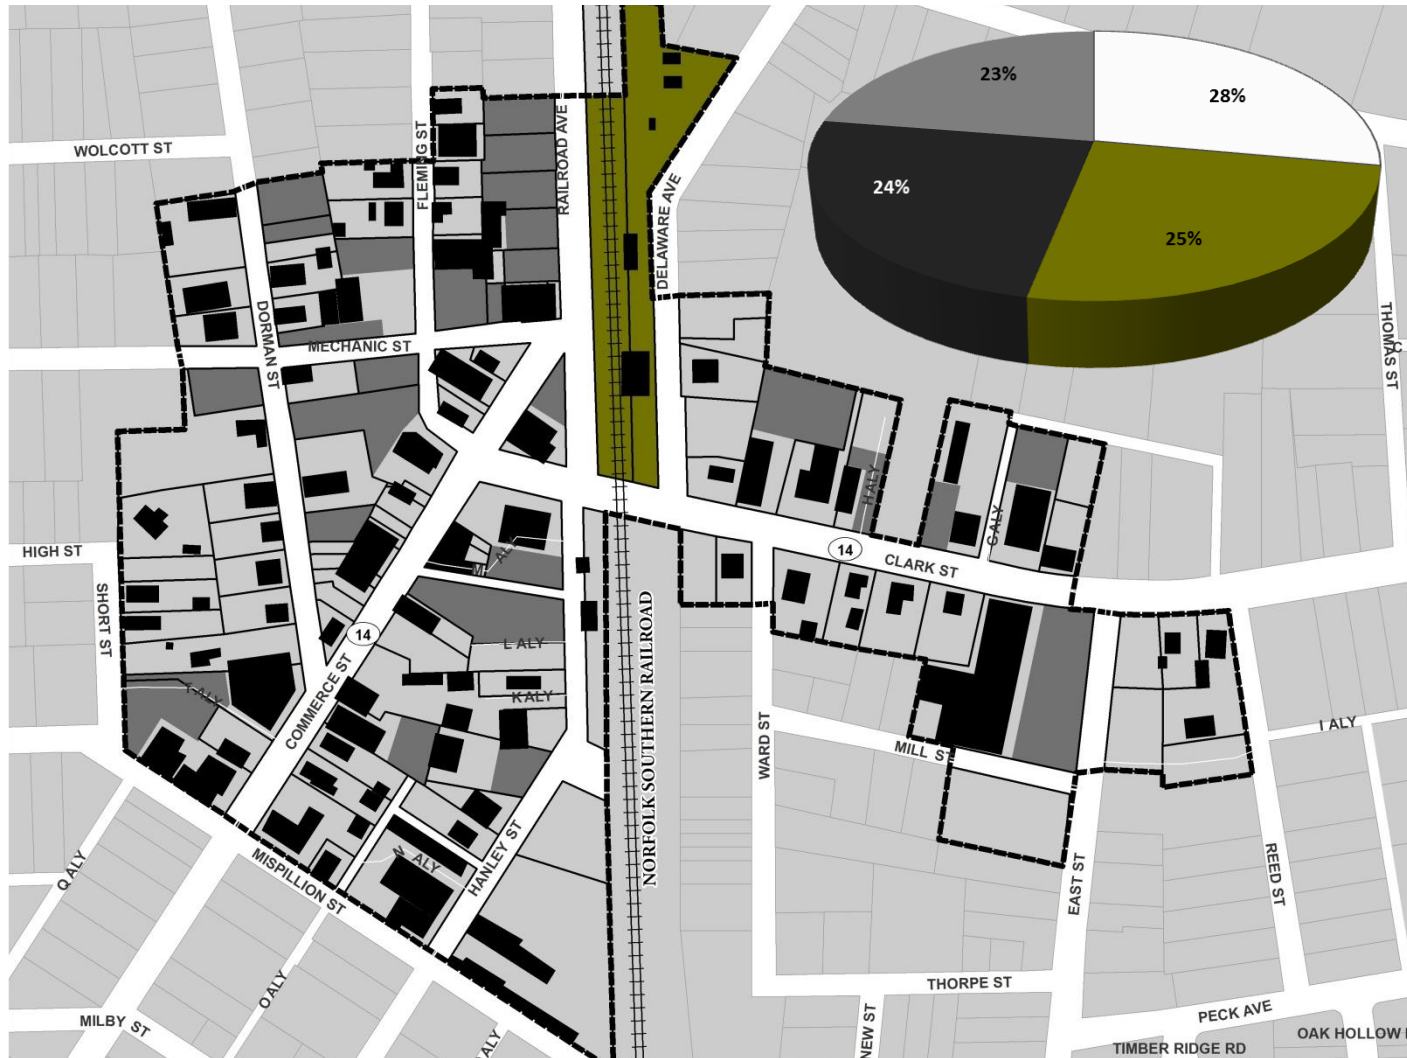 23%
28%
24%
25%
WOLCOTT ST
FLEMING ST
RAILROAD AVE
DELAWARE AVE
DORMAN ST
MECHANIC ST
THOMAS ST
C
HIGH ST
SHORT ST
14
CLARK ST
H ALY
C ALY
M ALY
L ALY
K ALY
14
COMMERCE ST
NORFOLK SOUTHERN RAILROAD
WARD ST
MILL ST
I ALY
HANLEY ST
N ALY
MISPILLION ST
Q ALY
O ALY
ALY
EAST ST
REED ST
THORPE ST
NEW ST
PECK AVE
MILBY ST
TIMBER RIDGE RD
OAK HOLLOW